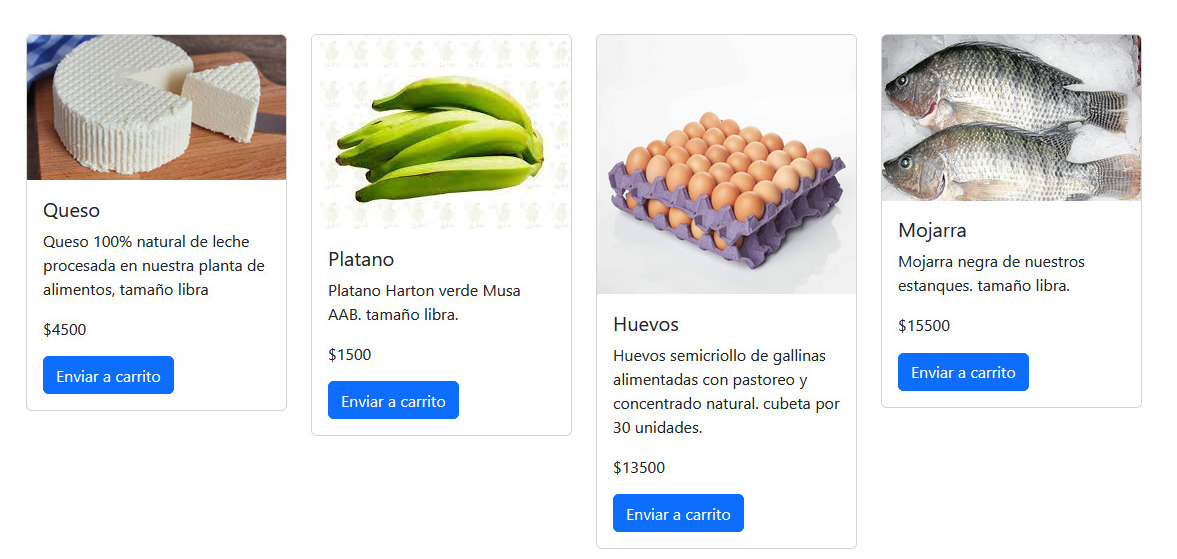 Queso
Queso 100% natural de leche
procesada en nuestra planta de
alimentos, tamaño libra
$4500
Enviar a carrito
Platano
Platano Harton verde Musa
AAB. tamaño libra.
$1500
Enviar a carrito
Huevos
Huevos semicriollo de gallinas
alimentadas con pastoreo y
concentrado natural. cubeta por
30 unidades.
$13500
Enviar a carrito
Mojarra
Mojarra negra de nuestros
estanques. tamaño libra.
$15500
Enviar a carrito